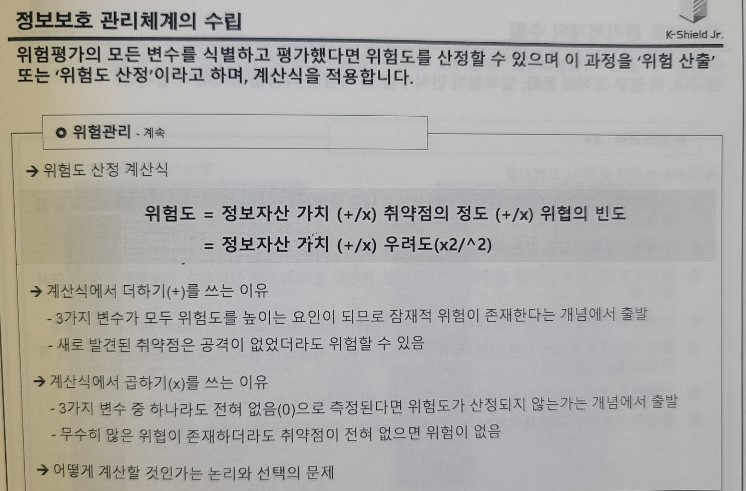 정보보호 관리체계의 수립
K-Shield Jr.
위험평가의 모든 변수를 식별하고 평가했다면 위험도를 산정할 수 있으며 이 과정을 '위험 산출'
또는 '위험도 산정'이라고 하며, 계산식을 적용합니다.
위험관리 - 계속
→ 위험도 산정 계산식
위험도 = 정보자산 가치 (+/x) 취약점의 정도 (+/x) 위협의 빈도
= 정보자산 가치 (+/x) 우려도(x2/^2)
→ 계산식에서 더하기(+)를 쓰는 이유
- 3가지 변수가 모두 위험도를 높이는 요인이 되므로 잠재적 위험이 존재한다는 개념에서 출발
- 새로 발견된 취약점은 공격이 없었더라도 위험할 수 있음
→ 계산식에서 곱하기(x)를 쓰는 이유
- 3가지 변수 중 하나라도 전혀 없음(0)으로 측정된다면 위험도가 산정되지 않는가는 개념에서 출발
- 무수히 많은 위협이 존재하더라도 취약점이 전혀 없으면 위험이 없음
→ 어떻게 계산할 것인가는 논리와 선택의 문제